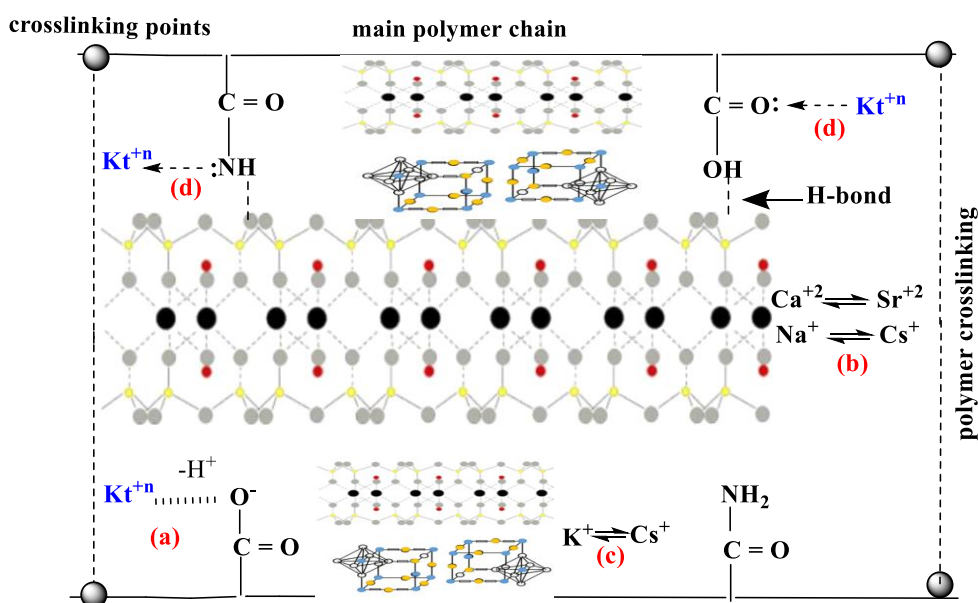 crosslinking points
main polymer chain
C = O
C = O:
Kt+n
(d)
Kt+n
:NH
(d)
OH
H-bond
Ca+2 ⇌ Sr+2
Na+ ⇌ Cs+
(b)
polymer crosslinking
-H+
Kt+n
O-
(a)
C = O
K+ ⇌ Cs+
(c)
NH2
C = O